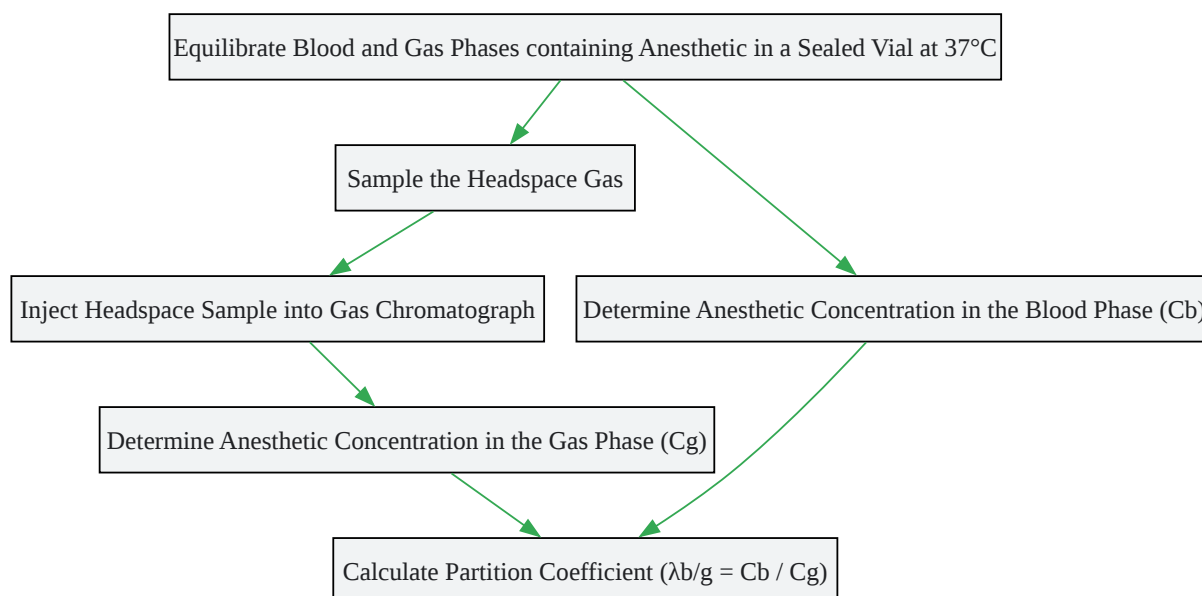 Equilibrate Blood and Gas Phases containing Anesthetic in a Sealed Vial at 37°C
Sample the Headspace Gas
Inject Headspace Sample into Gas Chromatograph
Determine Anesthetic Concentration in the Blood Phase (Cb)
Determine Anesthetic Concentration in the Gas Phase (Cg)
Calculate Partition Coefficient (λb/g = Cb / Cg)